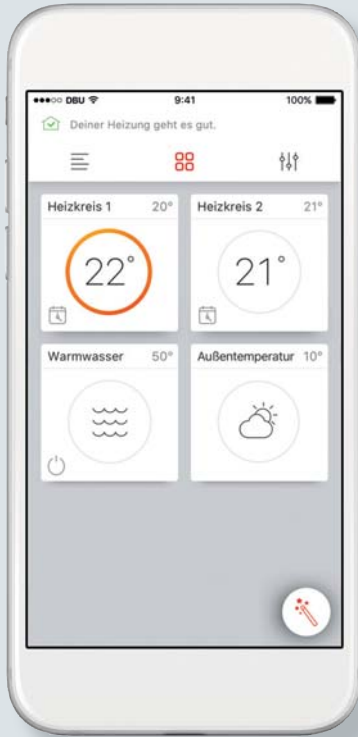 DBU 9:41 100%
Deiner Heizung geht es gut.
Heizkreis 1 20° Heizkreis 2 21°
22° 21°
Warmwasser 50° Außentemperatur 10°